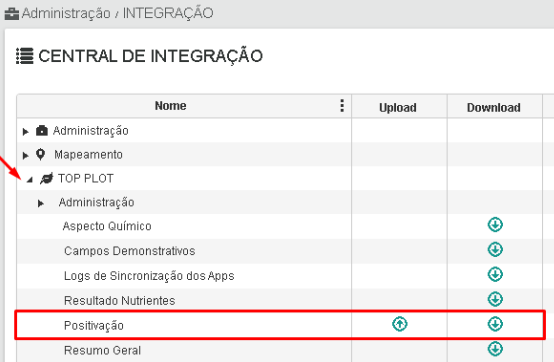 Administração / INTEGRAÇÃO
CENTRAL DE INTEGRAÇÃO
Nome Upload Download
Administração
Mapeamento
TOP PLOT
Administração
Aspecto Químico
Campos Demonstrativos
Logs de Sincronização dos Apps
Resultado Nutrientes
Positivação
Resumo Geral